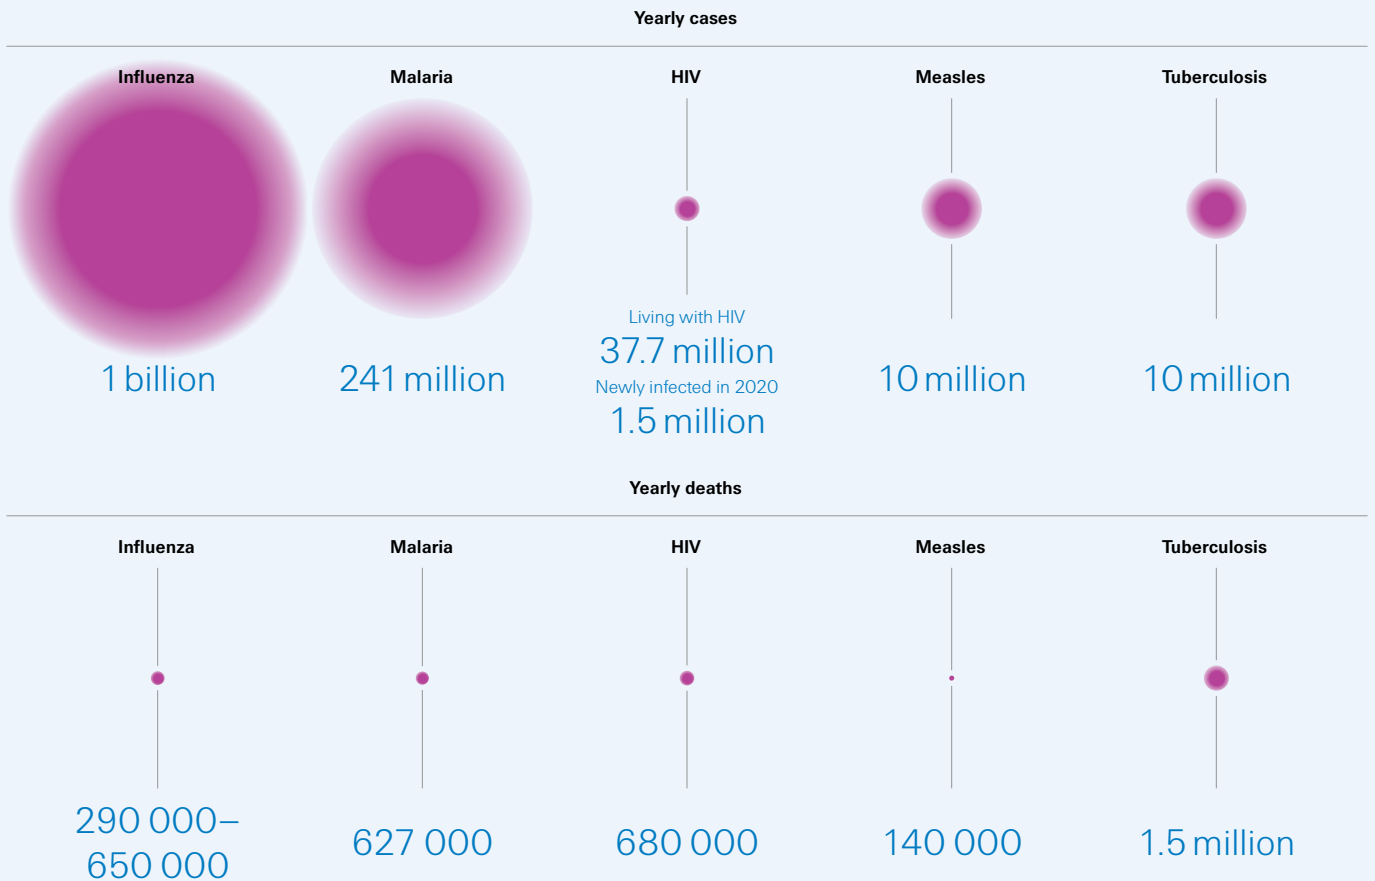 Yearly cases
Influenza
Malaria
HIV
Measles
Tuberculosis
1 billion
241 million
Living with HIV
37.7 million
Newly infected in 2020
1.5 million
10 million
10 million
Yearly deaths
Influenza
Malaria
HIV
Measles
Tuberculosis
290 000–
650 000
627 000
680 000
140 000
1.5 million